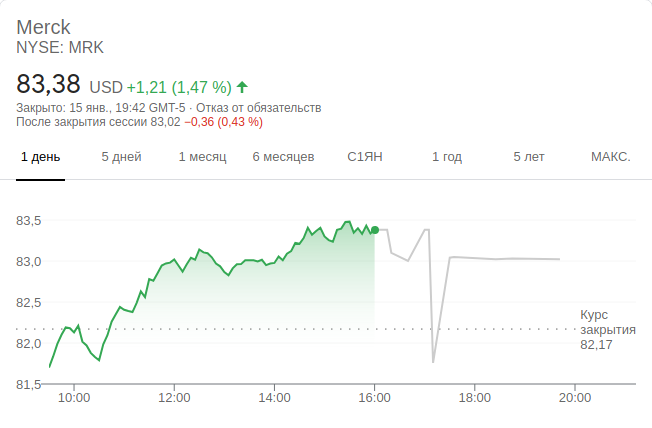 Merck
NYSE: MRK
83,38 USD +1,21 (1,47 %)
Закрыто: 15 янв., 19:42 GMT-5 · Отказ от обязательств
После закрытия сессии 83,02 −0,36 (0,43 %)
1 день 5 дней 1 месяц 6 месяцев С1ЯН 1 год 5 лет МАКС.
83,5
83,0
82,5
Курс
закрытия
82,17
82,0
81,5
10:00 12:00 14:00 16:00 18:00 20:00